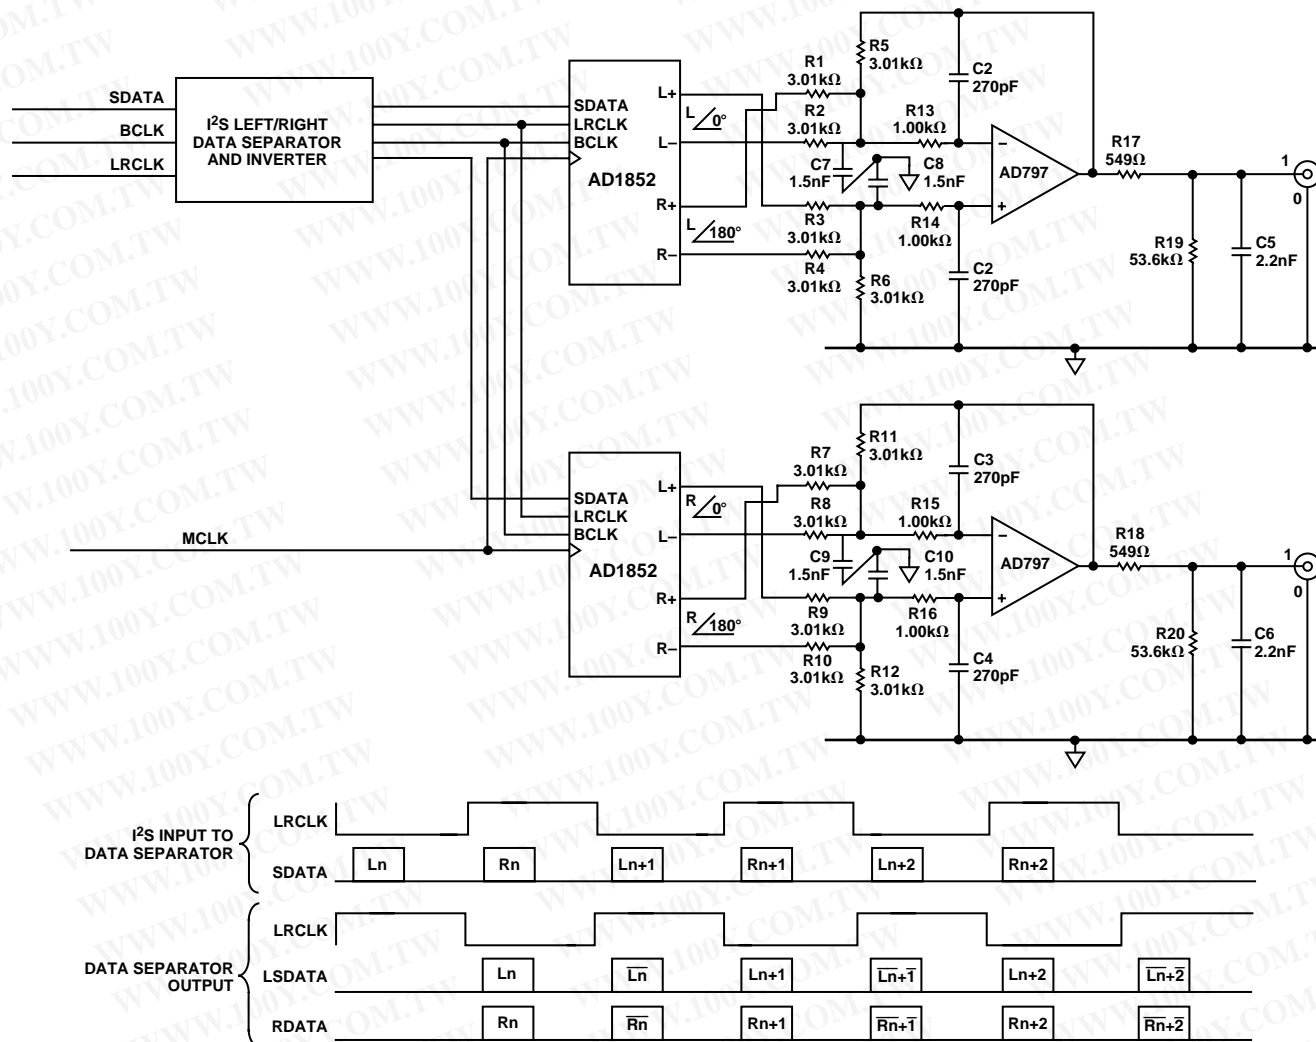 SDATA
BCLK
LRCLK
I²S LEFT/RIGHT
DATA SEPARATOR
AND INVERTER
SDATA
LRCLK
BCLK
AD1852
L+
L–
R+
R–
L 0°
L 180°
R1
3.01kΩ
R2
3.01kΩ
C7
1.5nF
R3
3.01kΩ
R4
3.01kΩ
R5
3.01kΩ
C2
270pF
R13
1.00kΩ
C8
1.5nF
R14
1.00kΩ
R6
3.01kΩ
C2
270pF
–
+
AD797
R17
549Ω
R19
53.6kΩ
C5
2.2nF
1
0
MCLK
SDATA
LRCLK
BCLK
AD1852
L+
L–
R+
R–
R 0°
R 180°
R7
3.01kΩ
R8
3.01kΩ
C9
1.5nF
R9
3.01kΩ
R10
3.01kΩ
R11
3.01kΩ
C3
270pF
R15
1.00kΩ
C10
1.5nF
R16
1.00kΩ
R12
3.01kΩ
C4
270pF
–
+
AD797
R18
549Ω
R20
53.6kΩ
C6
2.2nF
1
0
I²S INPUT TO
DATA SEPARATOR
LRCLK
SDATA
Ln Rn Ln+1 Rn+1 Ln+2 Rn+2
DATA SEPARATOR
OUTPUT
LRCLK
LSDATA
Ln L̅n̅ Ln+1 L̅n̅+̅1̅ Ln+2 L̅n̅+̅2̅
RDATA
Rn R̅n̅ Rn+1 R̅n̅+̅1̅ Rn+2 R̅n̅+̅2̅
WWW.100Y.COM.TW